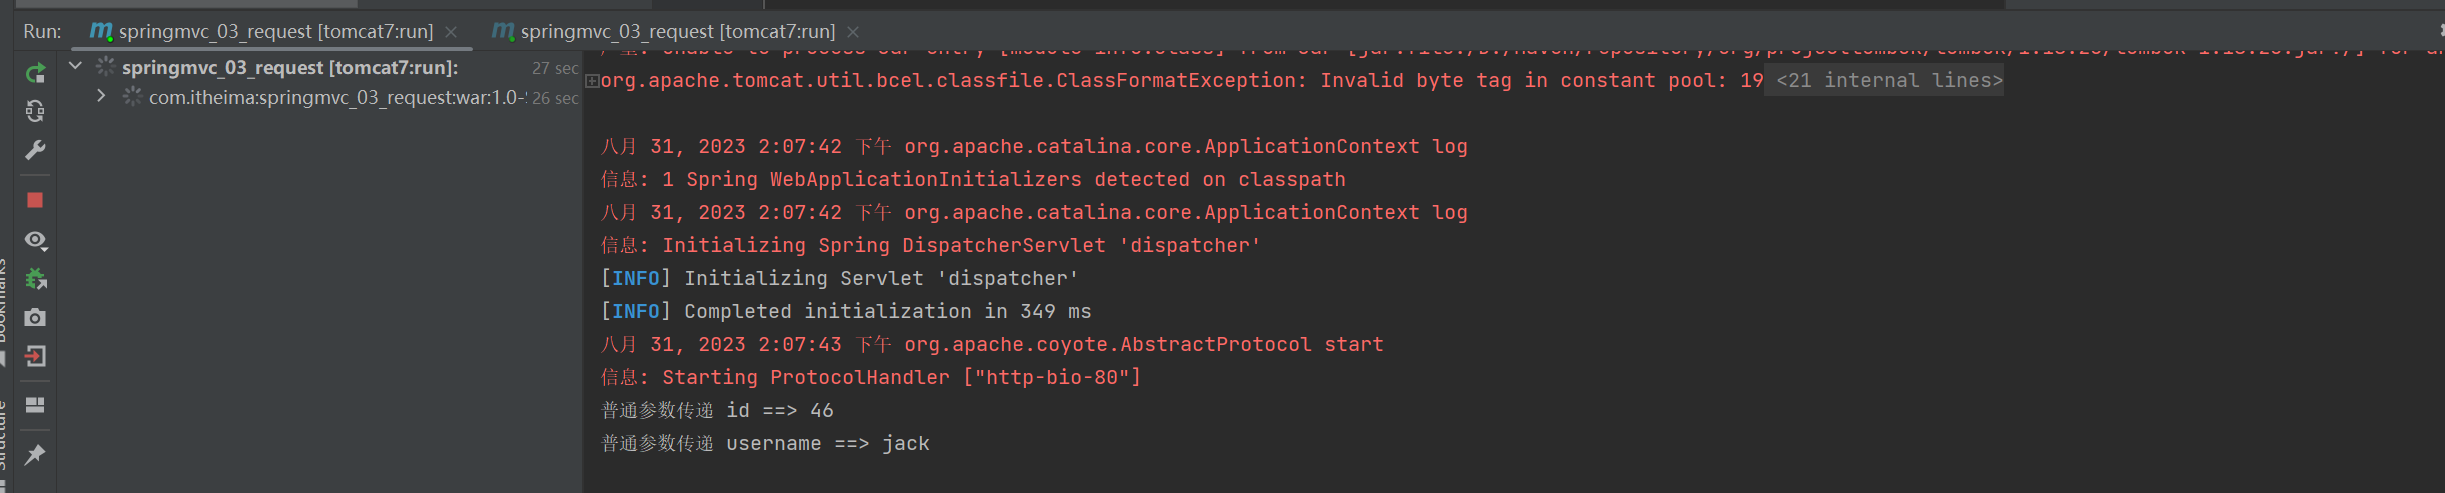 Run: springmvc_03_request [tomcat7:run] springmvc_03_request [tomcat7:run]
springmvc_03_request [tomcat7:run]: 27 sec
com.itheima:springmvc_03_request:war:1.0- 26 sec
org.apache.tomcat.util.bcel.classfile.ClassFormatException: Invalid byte tag in constant pool: 19 <21 internal lines>
八月 31, 2023 2:07:42 下午 org.apache.catalina.core.ApplicationContext log
信息: 1 Spring WebApplicationInitializers detected on classpath
八月 31, 2023 2:07:42 下午 org.apache.catalina.core.ApplicationContext log
信息: Initializing Spring DispatcherServlet 'dispatcher'
[INFO] Initializing Servlet 'dispatcher'
[INFO] Completed initialization in 349 ms
八月 31, 2023 2:07:43 下午 org.apache.coyote.AbstractProtocol start
信息: Starting ProtocolHandler ["http-bio-80"]
普通参数传递 id ==> 46
普通参数传递 username ==> jack